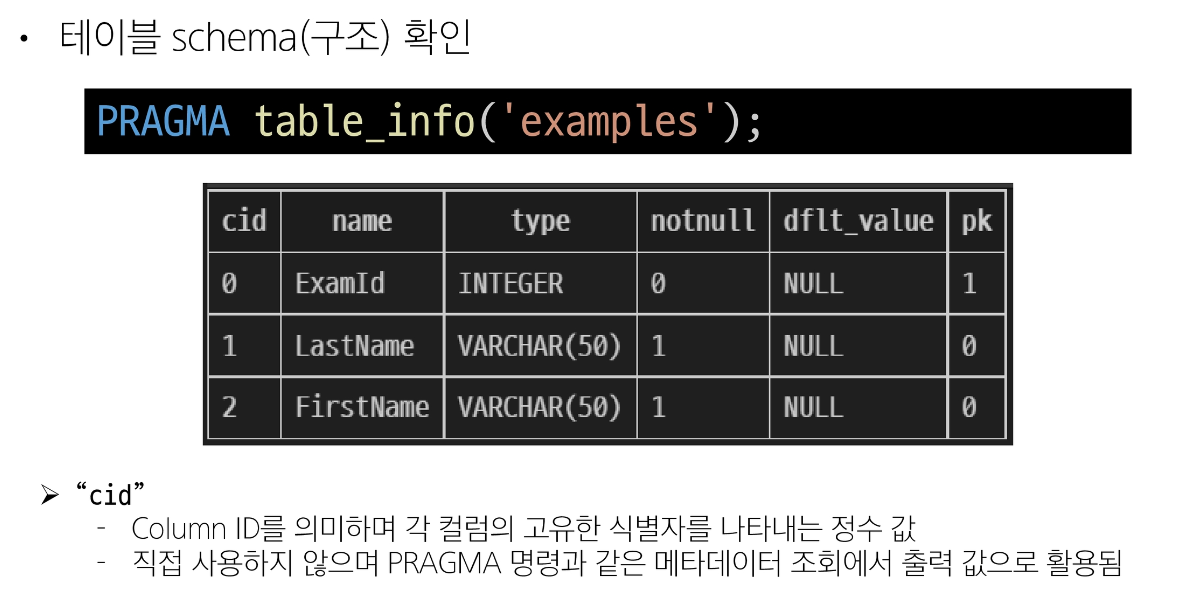 • 테이블 schema(구조) 확인
PRAGMA table_info('examples');
cid name type notnull dflt_value pk
0 ExamId INTEGER 0 NULL 1
1 LastName VARCHAR(50) 1 NULL 0
2 FirstName VARCHAR(50) 1 NULL 0
➢ “cid”
- Column ID를 의미하며 각 컬럼의 고유한 식별자를 나타내는 정수 값
- 직접 사용하지 않으며 PRAGMA 명령과 같은 메타데이터 조회에서 출력 값으로 활용됨